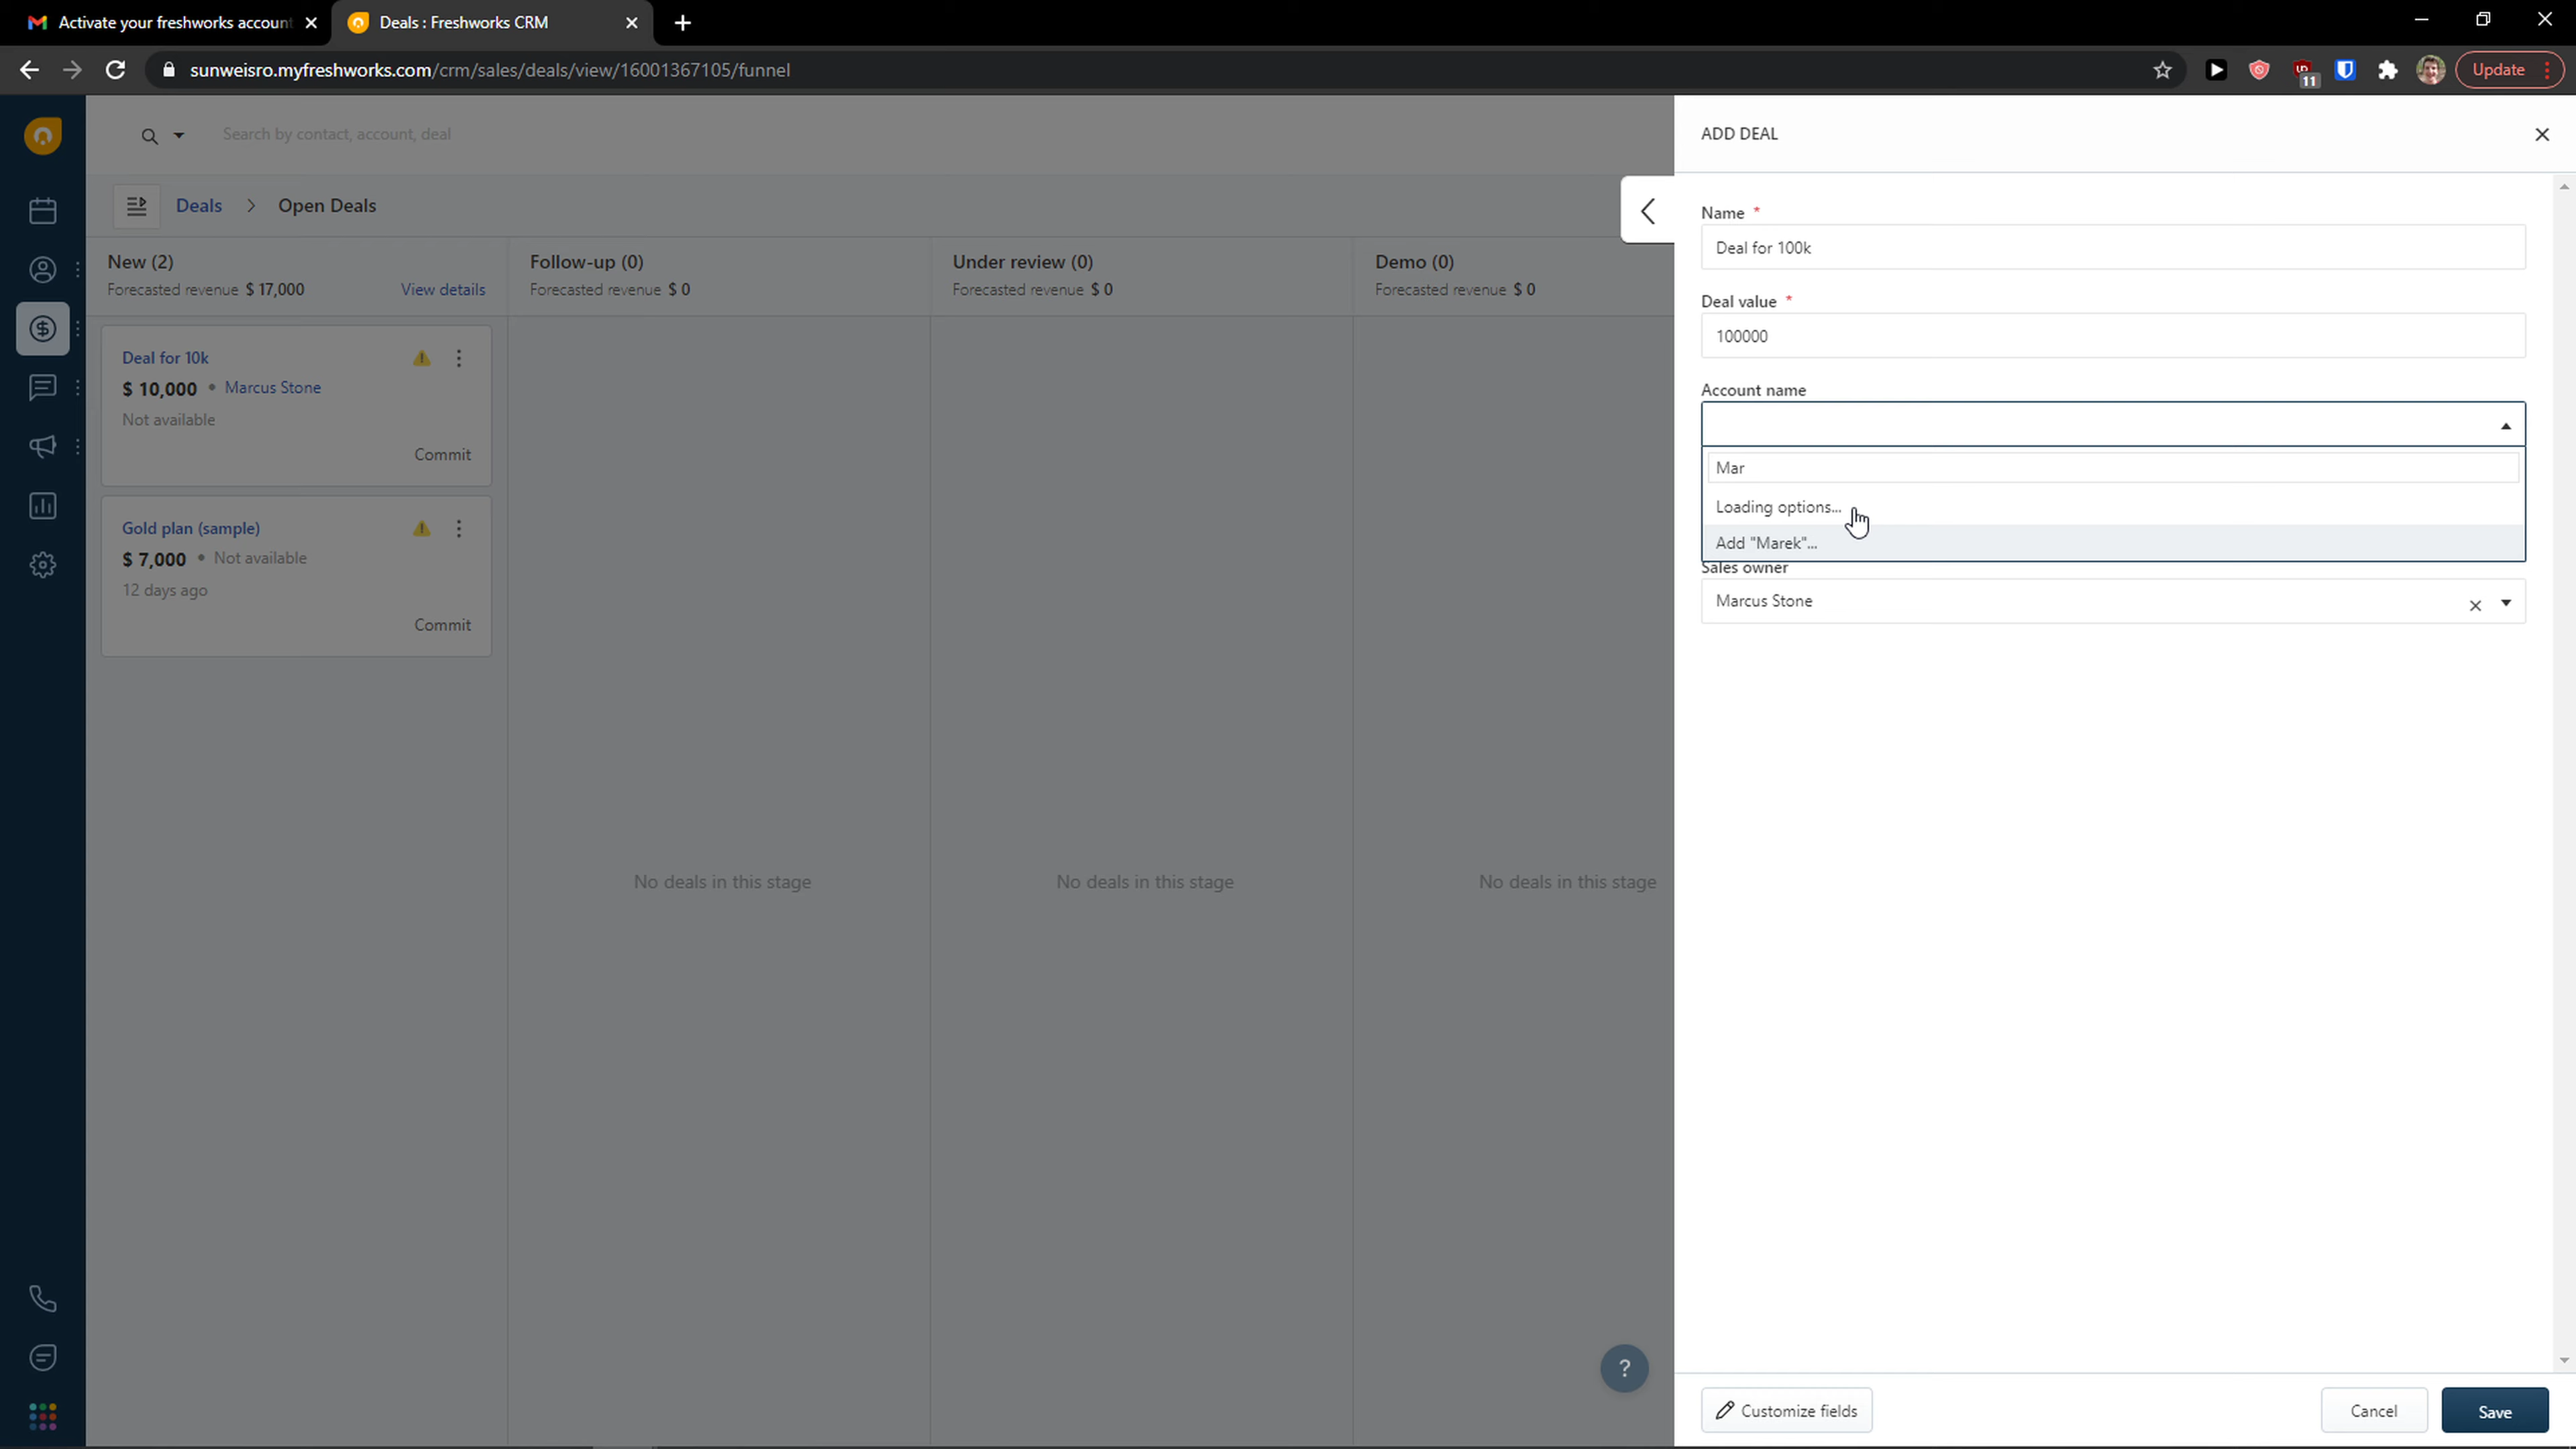 Activate your freshworks accoun
Deals : Freshworks CRM
sunweisro.myfreshworks.com/crm/sales/deals/view/16001367105/funnel
11
Update
Search by contact, account, deal
Deals > Open Deals
New (2)
Forecasted revenue $ 17,000
View details
Follow-up (0)
Forecasted revenue $ 0
Under review (0)
Forecasted revenue $ 0
Demo (0)
Forecasted revenue $ 0
Deal for 10k
$ 10,000 • Marcus Stone
Not available
Commit
Gold plan (sample)
$ 7,000 • Not available
12 days ago
Commit
No deals in this stage
No deals in this stage
No deals in this stage
?
ADD DEAL
Name *
Deal for 100k
Deal value *
100000
Account name
Mar
Loading options...
Add "Marek"...
Sales owner
Marcus Stone
Customize fields
Cancel
Save